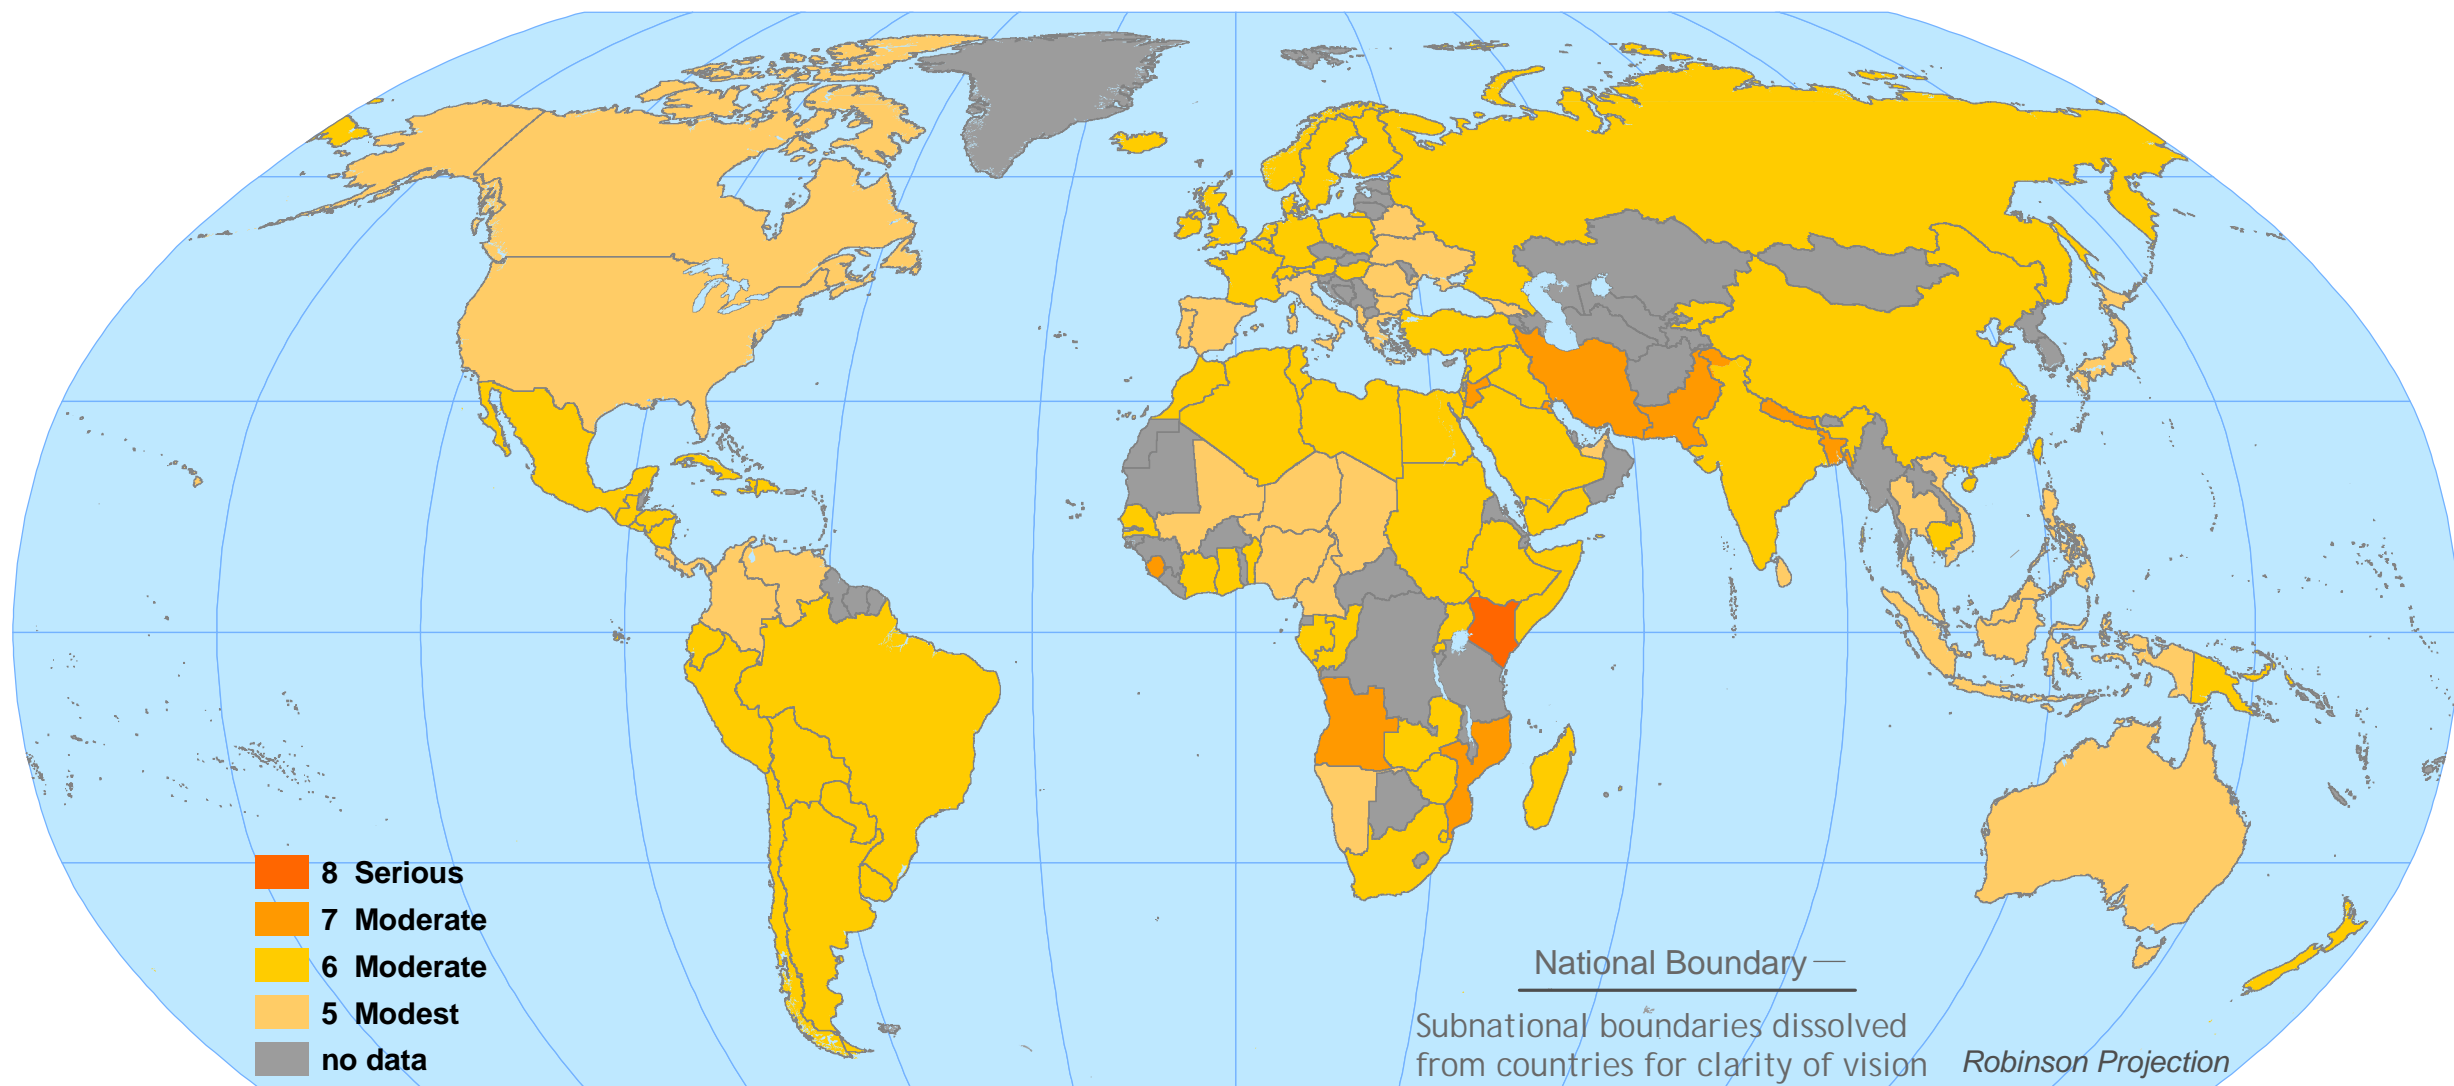 8 Serious
7 Moderate
6 Moderate
5 Modest
no data
National Boundary
Subnational boundaries dissolved
from countries for clarity of vision
Robinson Projection